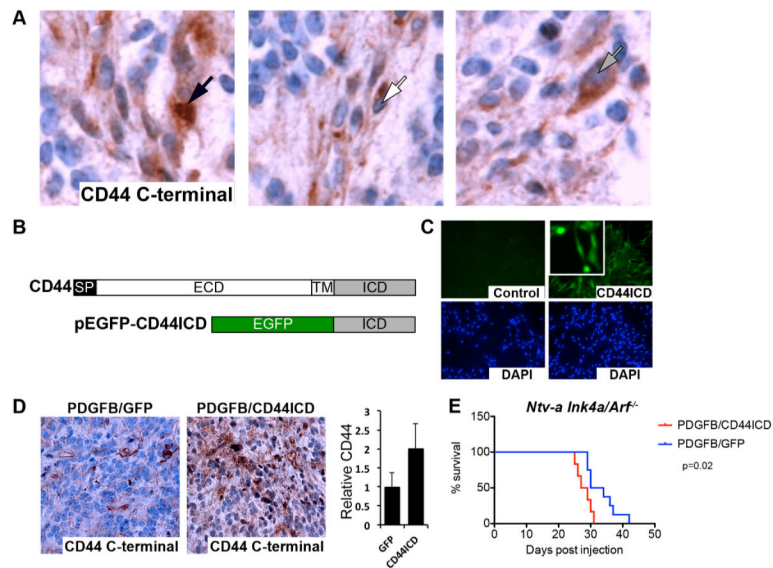 A
CD44 C-terminal
B
CD44 SP ECD TM ICD
pEGFP-CD44ICD EGFP ICD
C
Control CD44ICD
DAPI DAPI
D
PDGFB/GFP PDGFB/CD44ICD
CD44 C-terminal CD44 C-terminal
Relative CD44
3
2.5
2
1.5
1
0.5
0
GFP CD44ICD
E
Ntv-a Ink4a/Arf-/-
% survival
150
100
50
0
0 10 20 30 40 50
Days post injection
PDGFB/CD44ICD
PDGFB/GFP
p=0.02